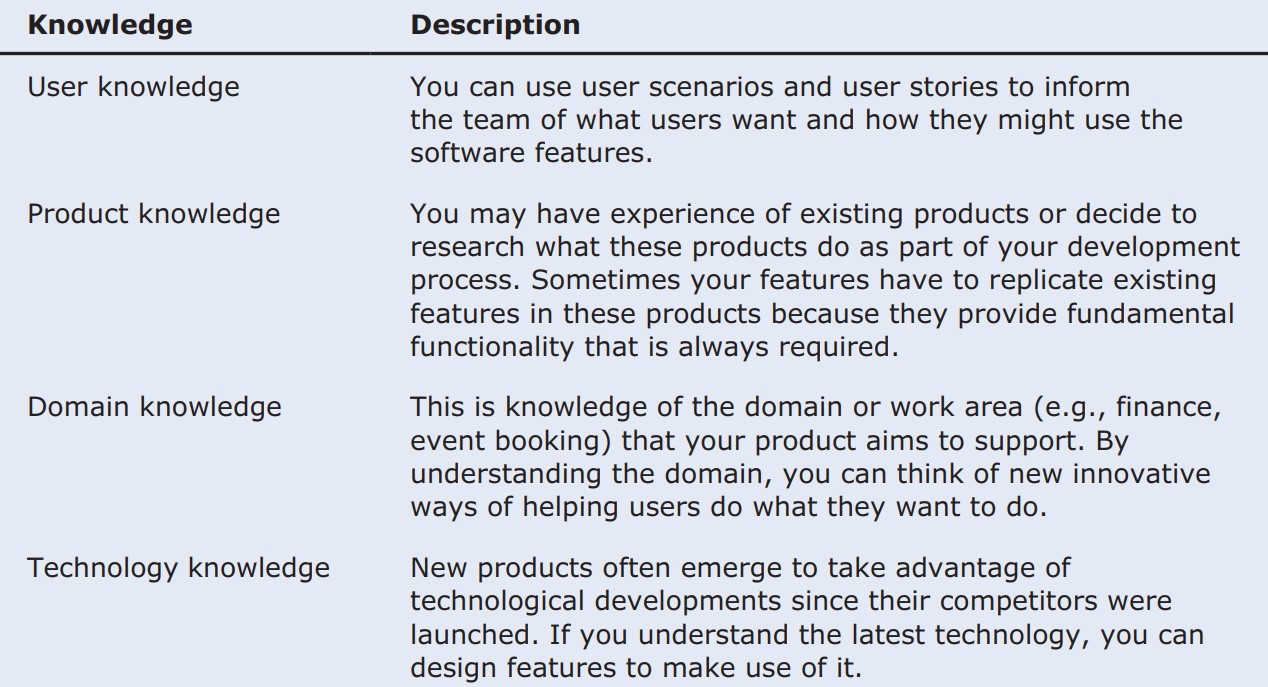 Knowledge Description
User knowledge You can use user scenarios and user stories to inform
the team of what users want and how they might use the
software features.
Product knowledge You may have experience of existing products or decide to
research what these products do as part of your development
process. Sometimes your features have to replicate existing
features in these products because they provide fundamental
functionality that is always required.
Domain knowledge This is knowledge of the domain or work area (e.g., finance,
event booking) that your product aims to support. By
understanding the domain, you can think of new innovative
ways of helping users do what they want to do.
Technology knowledge New products often emerge to take advantage of
technological developments since their competitors were
launched. If you understand the latest technology, you can
design features to make use of it.